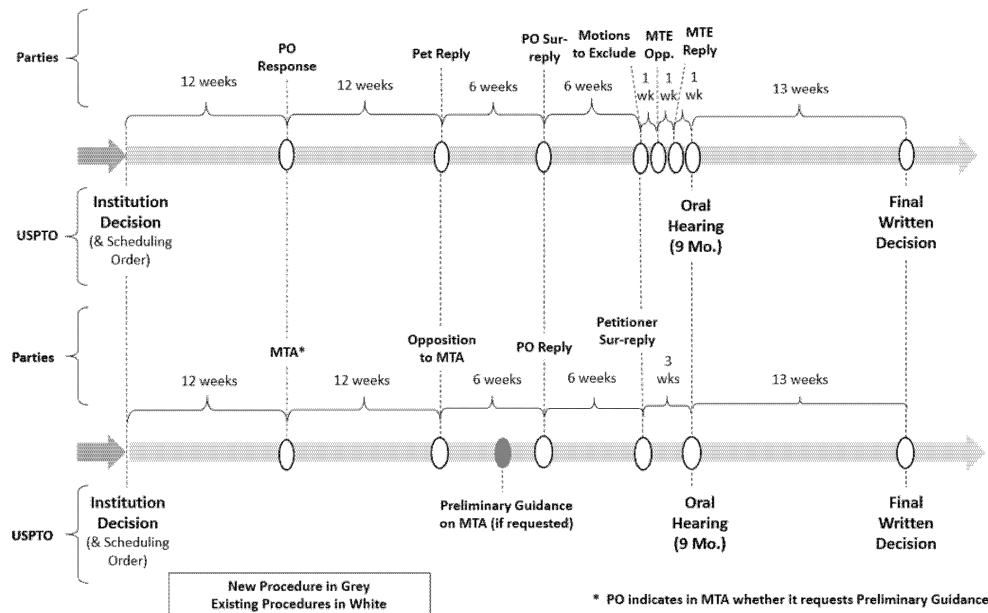 Parties
12 weeks
PO
Response
12 weeks
Pet Reply
6 weeks
PO Sur-
reply
6 weeks
Motions
to Exclude
1
wk
MTE
Opp.
1
wk
MTE
Reply
1
wk
13 weeks
USPTO
Institution
Decision
(& Scheduling
Order)
Oral
Hearing
(9 Mo.)
Final
Written
Decision
Parties
12 weeks
MTA*
12 weeks
Opposition
to MTA
6 weeks
PO Reply
6 weeks
Petitioner
Sur-reply
3
wks
13 weeks
USPTO
Institution
Decision
(& Scheduling
Order)
Preliminary Guidance
on MTA (if requested)
Oral
Hearing
(9 Mo.)
Final
Written
Decision
New Procedure in Grey
Existing Procedures in White
* PO indicates in MTA whether it requests Preliminary Guidance